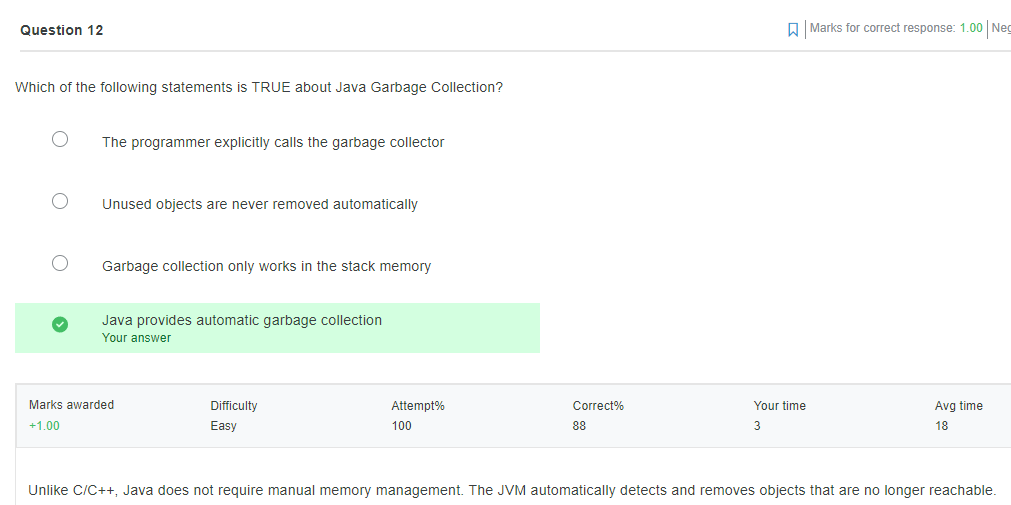 Question 12
Marks for correct response: 1.00
Which of the following statements is TRUE about Java Garbage Collection?
The programmer explicitly calls the garbage collector
Unused objects are never removed automatically
Garbage collection only works in the stack memory
Java provides automatic garbage collection
Your answer
Marks awarded Difficulty Attempt% Correct% Your time Avg time
+1.00 Easy 100 88 3 18
Unlike C/C++, Java does not require manual memory management. The JVM automatically detects and removes objects that are no longer reachable.